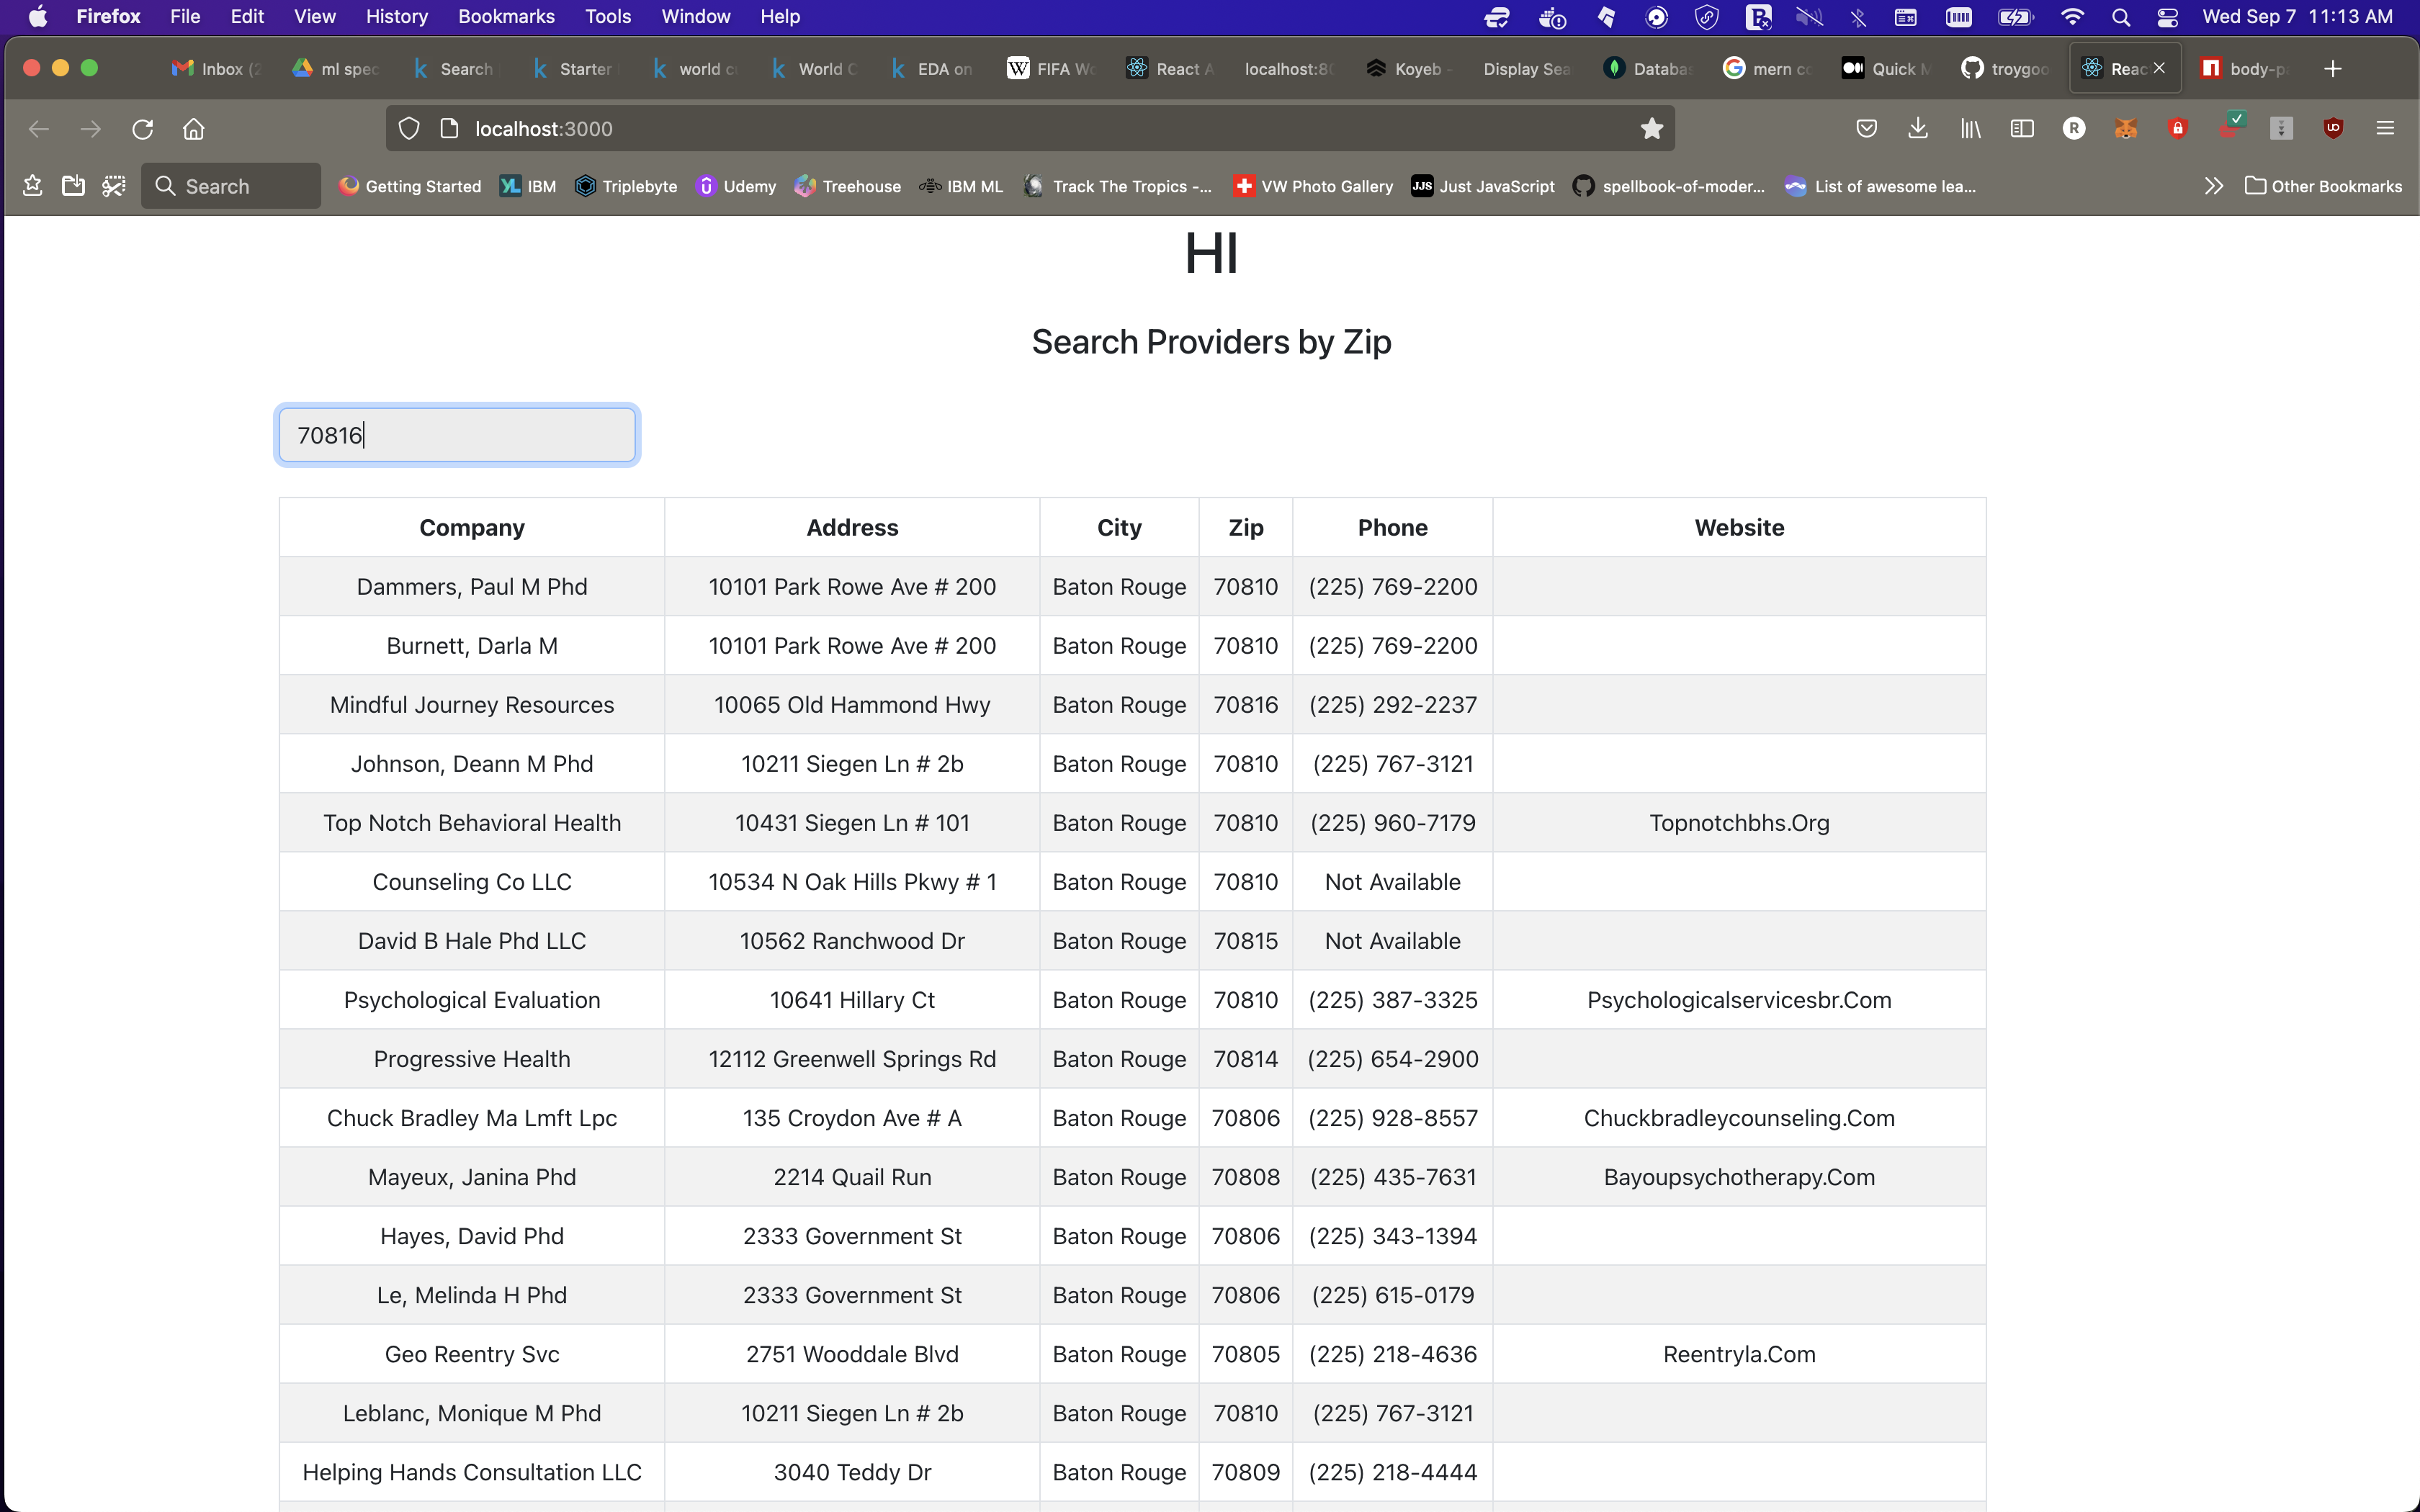 Firefox File Edit View History Bookmarks Tools Window Help Wed Sep 7 11:13 AM
Inbox (2 ml spec Search Starter world c World C EDA on FIFA Wo React A localhost:80 Koyeb - Display Sea Databas mern co Quick M troygoo Reac body-pa
localhost:3000
Search Getting Started IBM Triplebyte Udemy Treehouse IBM ML Track The Tropics -... VW Photo Gallery JJS Just JavaScript spellbook-of-moder... List of awesome lea... Other Bookmarks
HI
Search Providers by Zip
70816
Company Address City Zip Phone Website
Dammers, Paul M Phd 10101 Park Rowe Ave # 200 Baton Rouge 70810 (225) 769-2200
Burnett, Darla M 10101 Park Rowe Ave # 200 Baton Rouge 70810 (225) 769-2200
Mindful Journey Resources 10065 Old Hammond Hwy Baton Rouge 70816 (225) 292-2237
Johnson, Deann M Phd 10211 Siegen Ln # 2b Baton Rouge 70810 (225) 767-3121
Top Notch Behavioral Health 10431 Siegen Ln # 101 Baton Rouge 70810 (225) 960-7179 Topnotchbhs.Org
Counseling Co LLC 10534 N Oak Hills Pkwy # 1 Baton Rouge 70810 Not Available
David B Hale Phd LLC 10562 Ranchwood Dr Baton Rouge 70815 Not Available
Psychological Evaluation 10641 Hillary Ct Baton Rouge 70810 (225) 387-3325 Psychologicalservicesbr.Com
Progressive Health 12112 Greenwell Springs Rd Baton Rouge 70814 (225) 654-2900
Chuck Bradley Ma Lmft Lpc 135 Croydon Ave # A Baton Rouge 70806 (225) 928-8557 Chuckbradleycounseling.Com
Mayeux, Janina Phd 2214 Quail Run Baton Rouge 70808 (225) 435-7631 Bayoupsychotherapy.Com
Hayes, David Phd 2333 Government St Baton Rouge 70806 (225) 343-1394
Le, Melinda H Phd 2333 Government St Baton Rouge 70806 (225) 615-0179
Geo Reentry Svc 2751 Wooddale Blvd Baton Rouge 70805 (225) 218-4636 Reentryla.Com
Leblanc, Monique M Phd 10211 Siegen Ln # 2b Baton Rouge 70810 (225) 767-3121
Helping Hands Consultation LLC 3040 Teddy Dr Baton Rouge 70809 (225) 218-4444